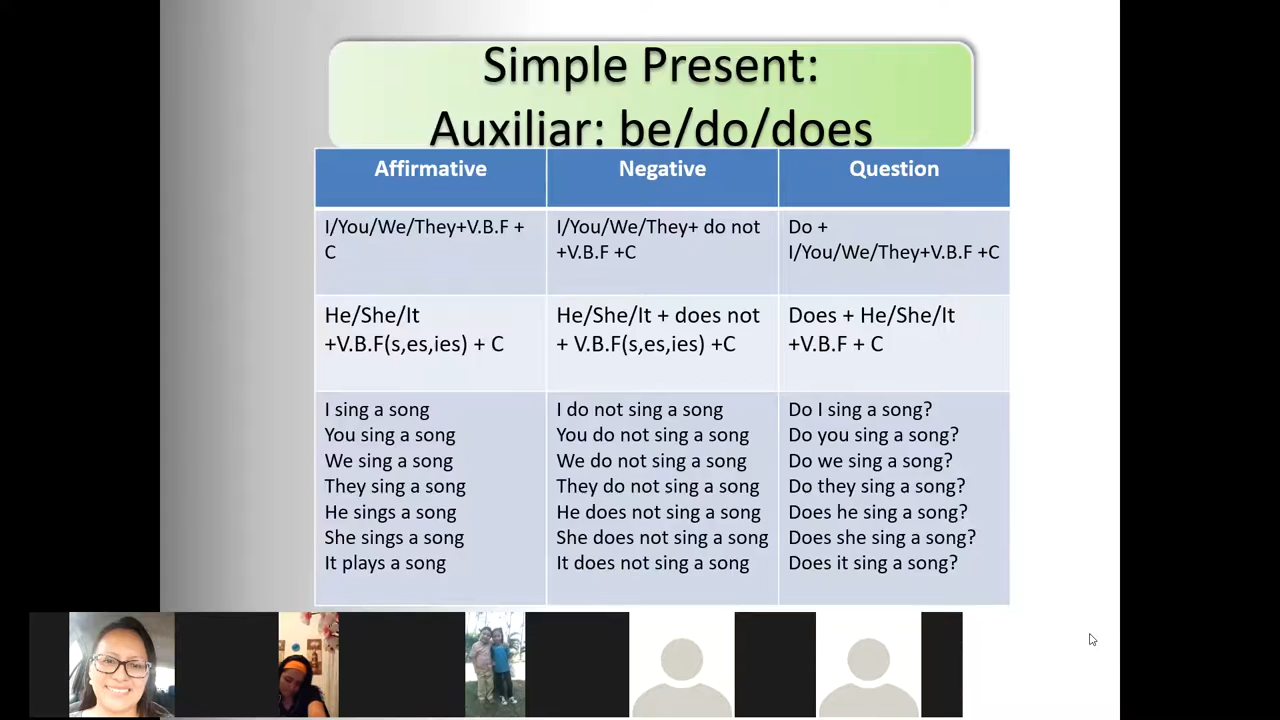 Simple Present:
Auxiliar: be/do/does
Affirmative
Negative
Question
I/You/We/They+V.B.F +
C
I/You/We/They+ do not
+V.B.F +C
Do +
I/You/We/They+V.B.F +C
He/She/It
+V.B.F(s,es,ies) + C
He/She/It + does not
+ V.B.F(s,es,ies) +C
Does + He/She/It
+V.B.F + C
I sing a song
You sing a song
We sing a song
They sing a song
He sings a song
She sings a song
It plays a song
I do not sing a song
You do not sing a song
We do not sing a song
They do not sing a song
He does not sing a song
She does not sing a song
It does not sing a song
Do I sing a song?
Do you sing a song?
Do we sing a song?
Do they sing a song?
Does he sing a song?
Does she sing a song?
Does it sing a song?